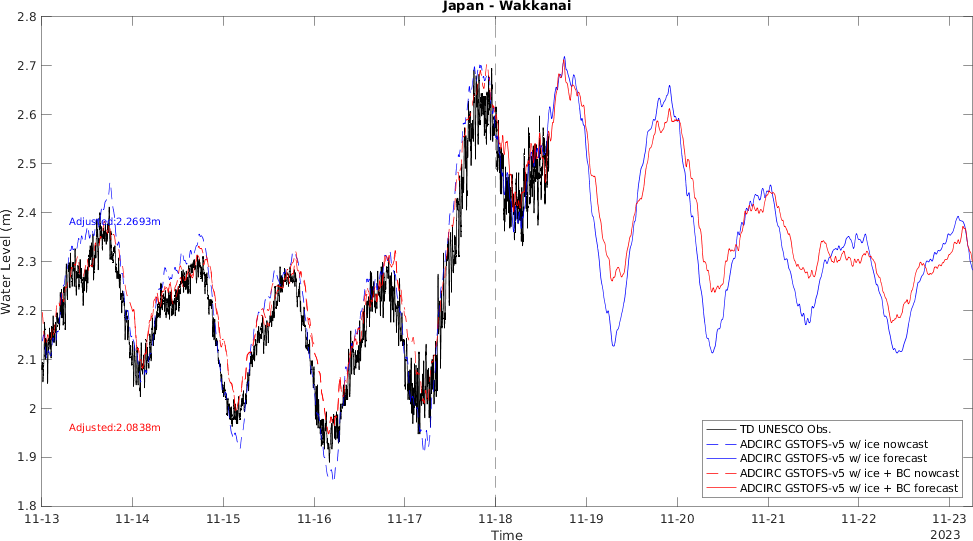 Japan - Wakkanai
2.8
2.7
2.6
2.5
2.4
2.3
2.2
2.1
2
1.9
1.8
Water Level (m)
Adjusted:2.2693m
Adjusted:2.0838m
TD UNESCO Obs.
ADCIRC GSTOFS-v5 w/ ice nowcast
ADCIRC GSTOFS-v5 w/ ice forecast
ADCIRC GSTOFS-v5 w/ ice + BC nowcast
ADCIRC GSTOFS-v5 w/ ice + BC forecast
11-13 11-14 11-15 11-16 11-17 11-18 11-19 11-20 11-21 11-22 11-23
Time 2023